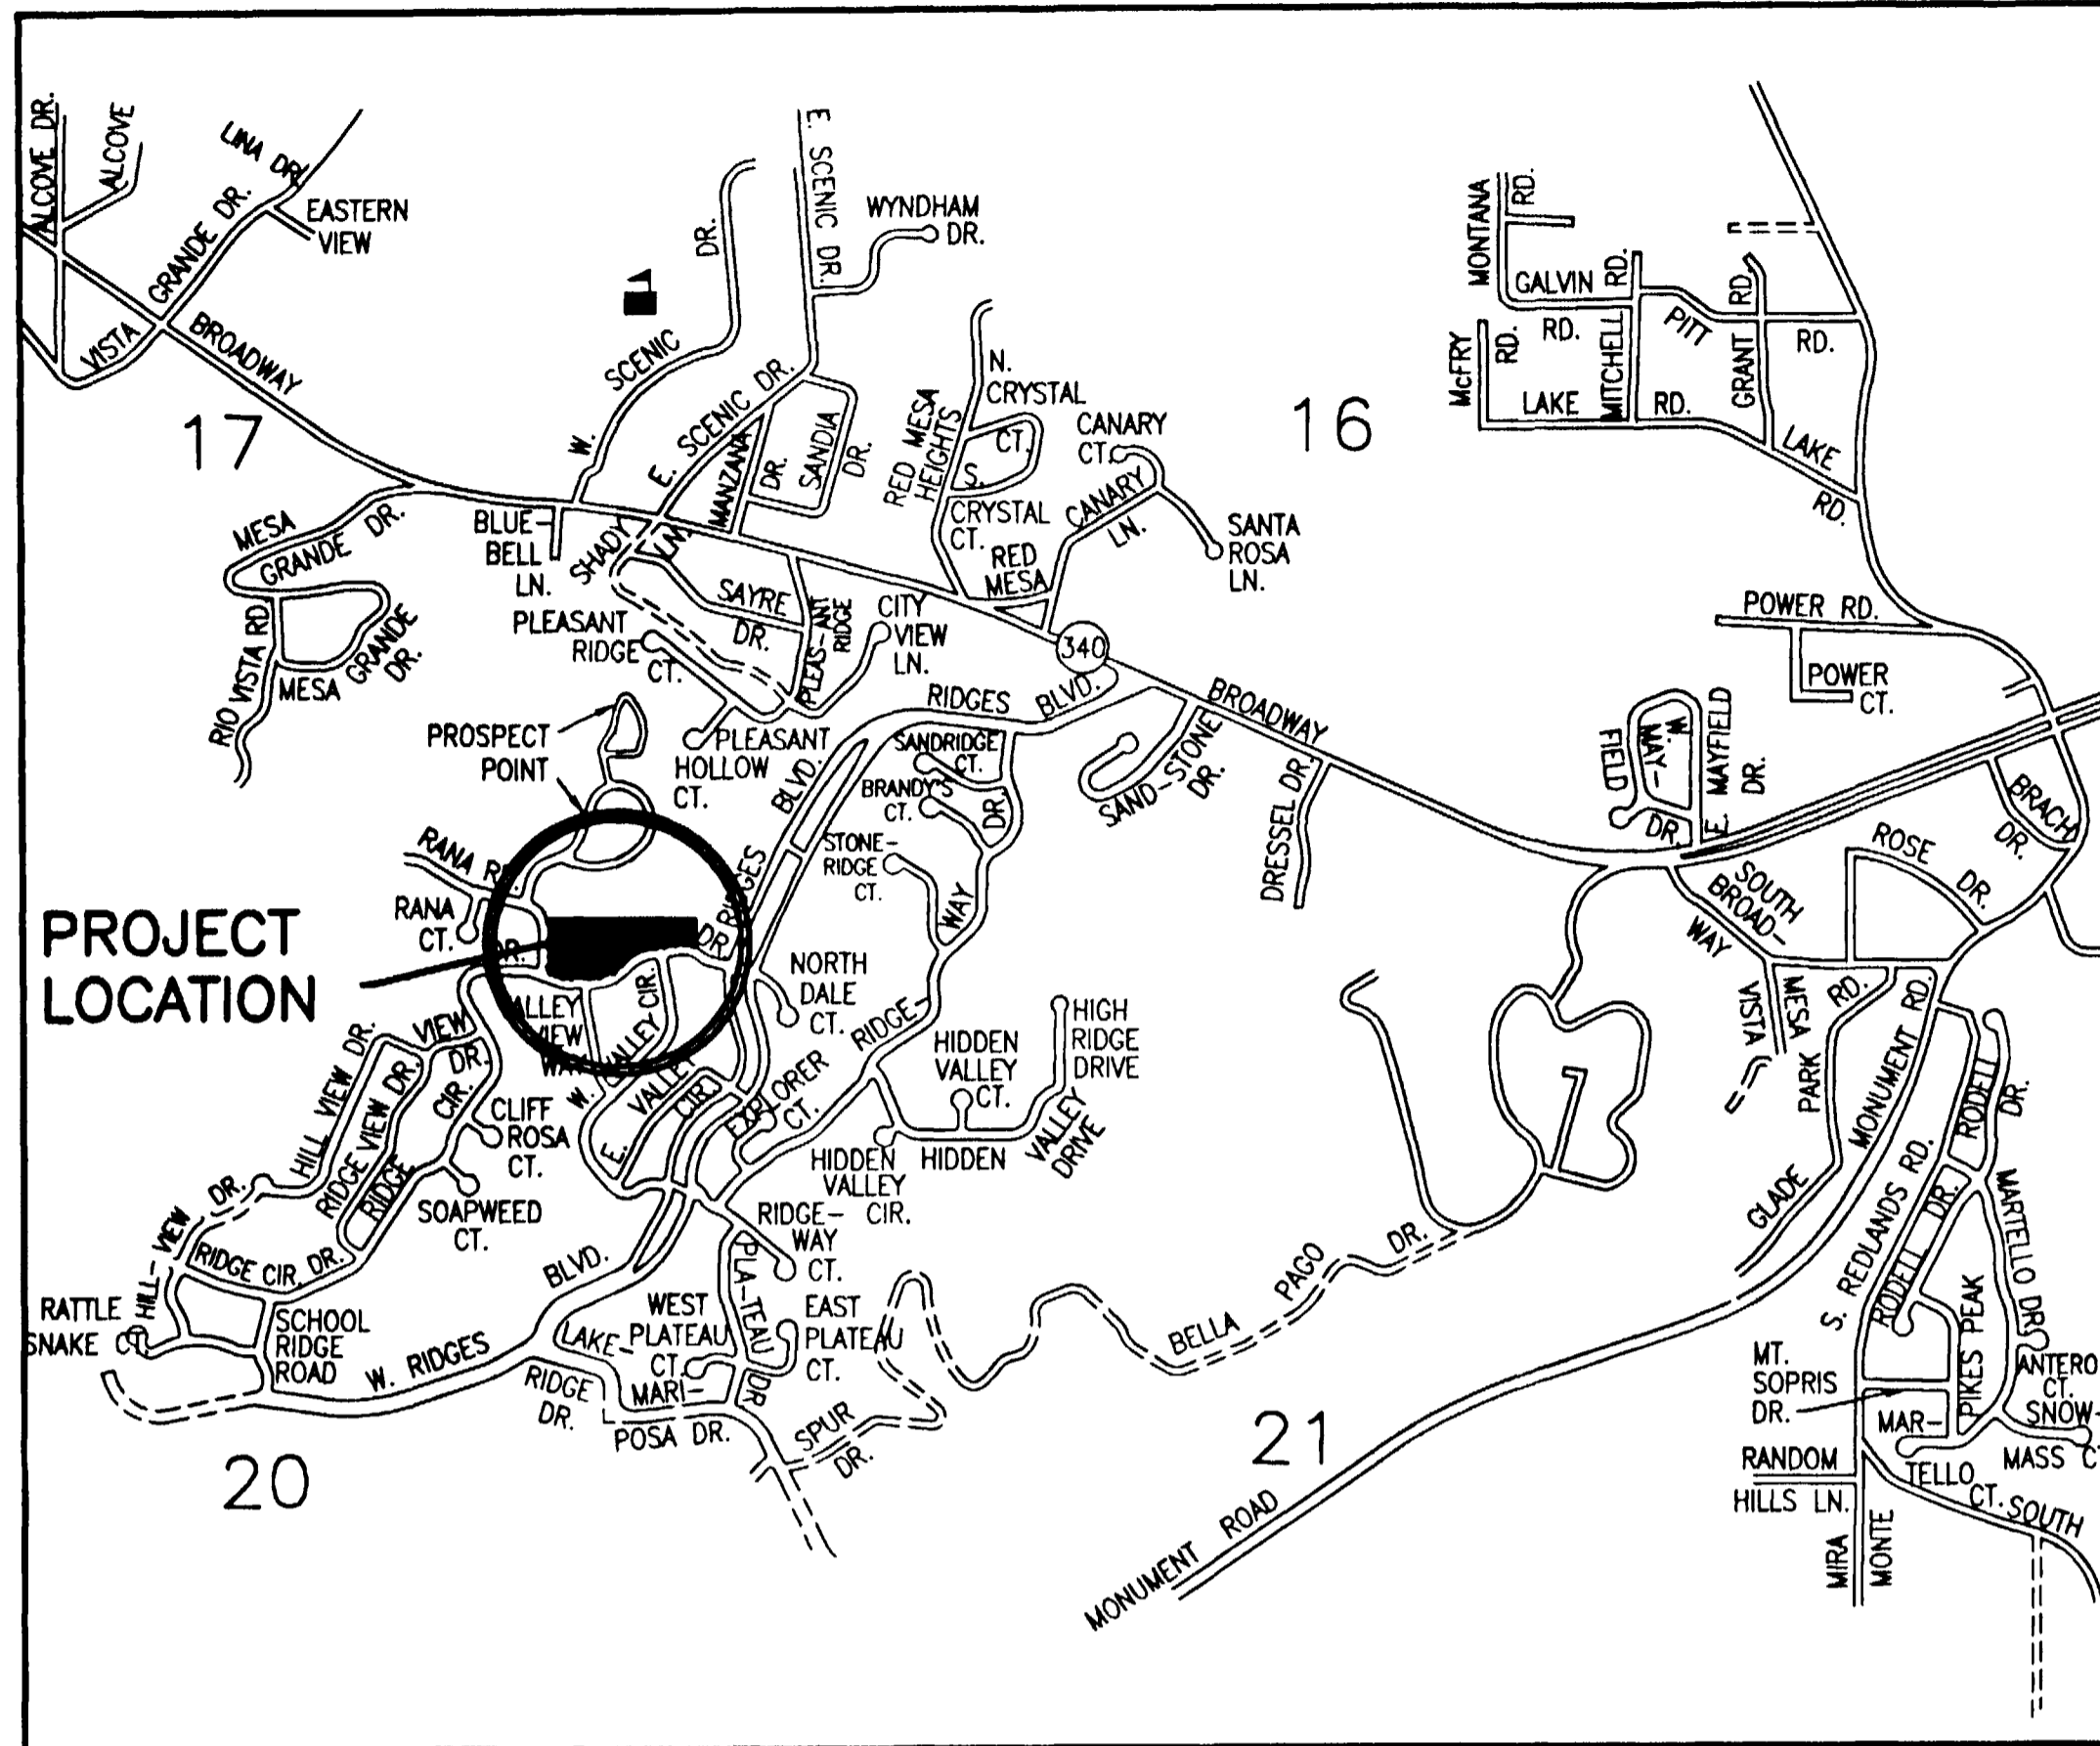 ALCOVE DR.
ALCOVE
LINA DR.
GRANDE DR.
EASTERN
VIEW
VISTA
BROADWAY
17
E. SCENIC DR.
WYNDHAM
DR.
DR.
SCENIC
W.
E. SCENIC DR.
MANZANA
DR.
SANDIA
DR.
RED MESA
HEIGHTS
N.
CRYSTAL
CT.
S.
CRYSTAL
CT.
CANARY
CT.
CANARY
LN.
SANTA
ROSA
LN.
RED
MESA
16
MONTANA
RD.
GALVIN
RD.
McFRY
RD.
MITCHELL
RD.
PITT
RD.
GRANT
RD.
LAKE
RD.
LAKE
RD.
MESA
GRANDE DR.
RIO VISTA RD
MESA
GRANDE
DR.
BLUE-
BELL
LN.
SHADY
LN.
SAYRE
DR.
PLEASANT
RIDGE
CT.
PLEAS-ANT
RIDGE
CITY
VIEW
LN.
340
POWER RD.
POWER
CT.
PROSPECT
POINT
PLEASANT
HOLLOW
CT.
RIDGES
BLVD.
BROADWAY
SAND-STONE
DR.
DRESSEL DR.
W.
MAY-
FIELD
DR.
E. MAYFIELD
DR.
BRACH
DR.
ROSE
DR.
SOUTH
BROAD-
WAY
SANDRIDGE
CT.
BRANDY'S
CT.
DR.
STONE-
RIDGE
CT.
WAY
RIDGE-
BLVD.
RIDGES
RANA R.
RANA
CT.
DR.
DR.
PROJECT
LOCATION
VALLEY CIR.
ALLEY
VIEW
WAY
W.
E.
VALLEY
CIR.
NORTH
DALE
CT.
EXPLORER
CT.
HIDDEN
VALLEY
CT.
HIGH
RIDGE
DRIVE
HIDDEN
VALLEY
DRIVE
HIDDEN
VALLEY
CIR.
HILL VIEW DR.
VIEW
DR.
RIDGE VIEW DR.
CIR.
RIDGE
CLIFF
ROSA
CT.
SOAPWEED
CT.
HILL-VIEW
DR.
RIDGE CIR. DR.
RATTLE
SNAKE CT.
SCHOOL
RIDGE
ROAD
W. RIDGES
BLVD.
RIDGE-
WAY
CT.
PLA-TEAU
DR
WEST
PLATEAU
CT.
EAST
PLATEAU
CT.
LAKE-
RIDGE
DR.
MARI-
POSA DR.
SPUR
DR.
BELLA
PAGO
DR.
20
21
MONUMENT ROAD
VISTA
MESA
PARK
RD.
GLADE
MONUMENT RD.
S. REDLANDS RD.
RODELL
DR.
RODELL
DR.
MARTELLO DR.
PIKES PEAK
MT.
SOPRIS
DR.
ANTERO
CT.
SNOW-
MASS C
MAR-
TELLO
CT.
RANDOM
HILLS LN.
MIRA
MONTE
SOUTH